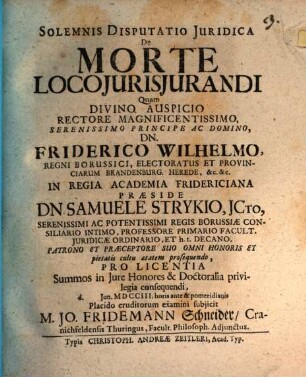 SOLEMNIS DISPUTATIO JURIDICA
De
MORTE
LOCO JURISJURANDI
Quam
DIVINO AUSPICIO
RECTORE MAGNIFICENTISSIMO,
SERENISSIMO PRINCIPE AC DOMINO,
DN.
FRIDERICO WILHELMO,
REGNI BORUSSICI, ELECTORATUS ET PROVIN-
CIARUM BRANDENBURG. HEREDE, &c. &c.
IN REGIA ACADEMIA FRIDERICIANA
PRÆSIDE
DN. SAMUELE STRYKIO, JCTO,
SERENISSIMI AC POTENTISSIMI REGIS BORUSSIÆ CON-
SILIARIO INTIMO, PROFESSORE PRIMARIO FACULT.
JURIDICÆ ORDINARIO, ET h. t. DECANO,
PATRONO ET PRÆCEPTORE SUO OMNI HONORIS ET
pietatis cultu ætatem prosequendo,
PRO LICENTIA
Summos in Jure Honores & Doctoralia privi-
legia consequendi,
d. Jun. MDCCIII. horis ante & pomeridianis
Placido eruditorum examini subjicit
M. JO. FRIDEMANN Schneider/ Cra-
nichfeldensis Thuringus, Facult. Philosoph. Adjunctus.
Typis CHRISTOPH. ANDREÆ ZEITLERI, Acad. Typ.